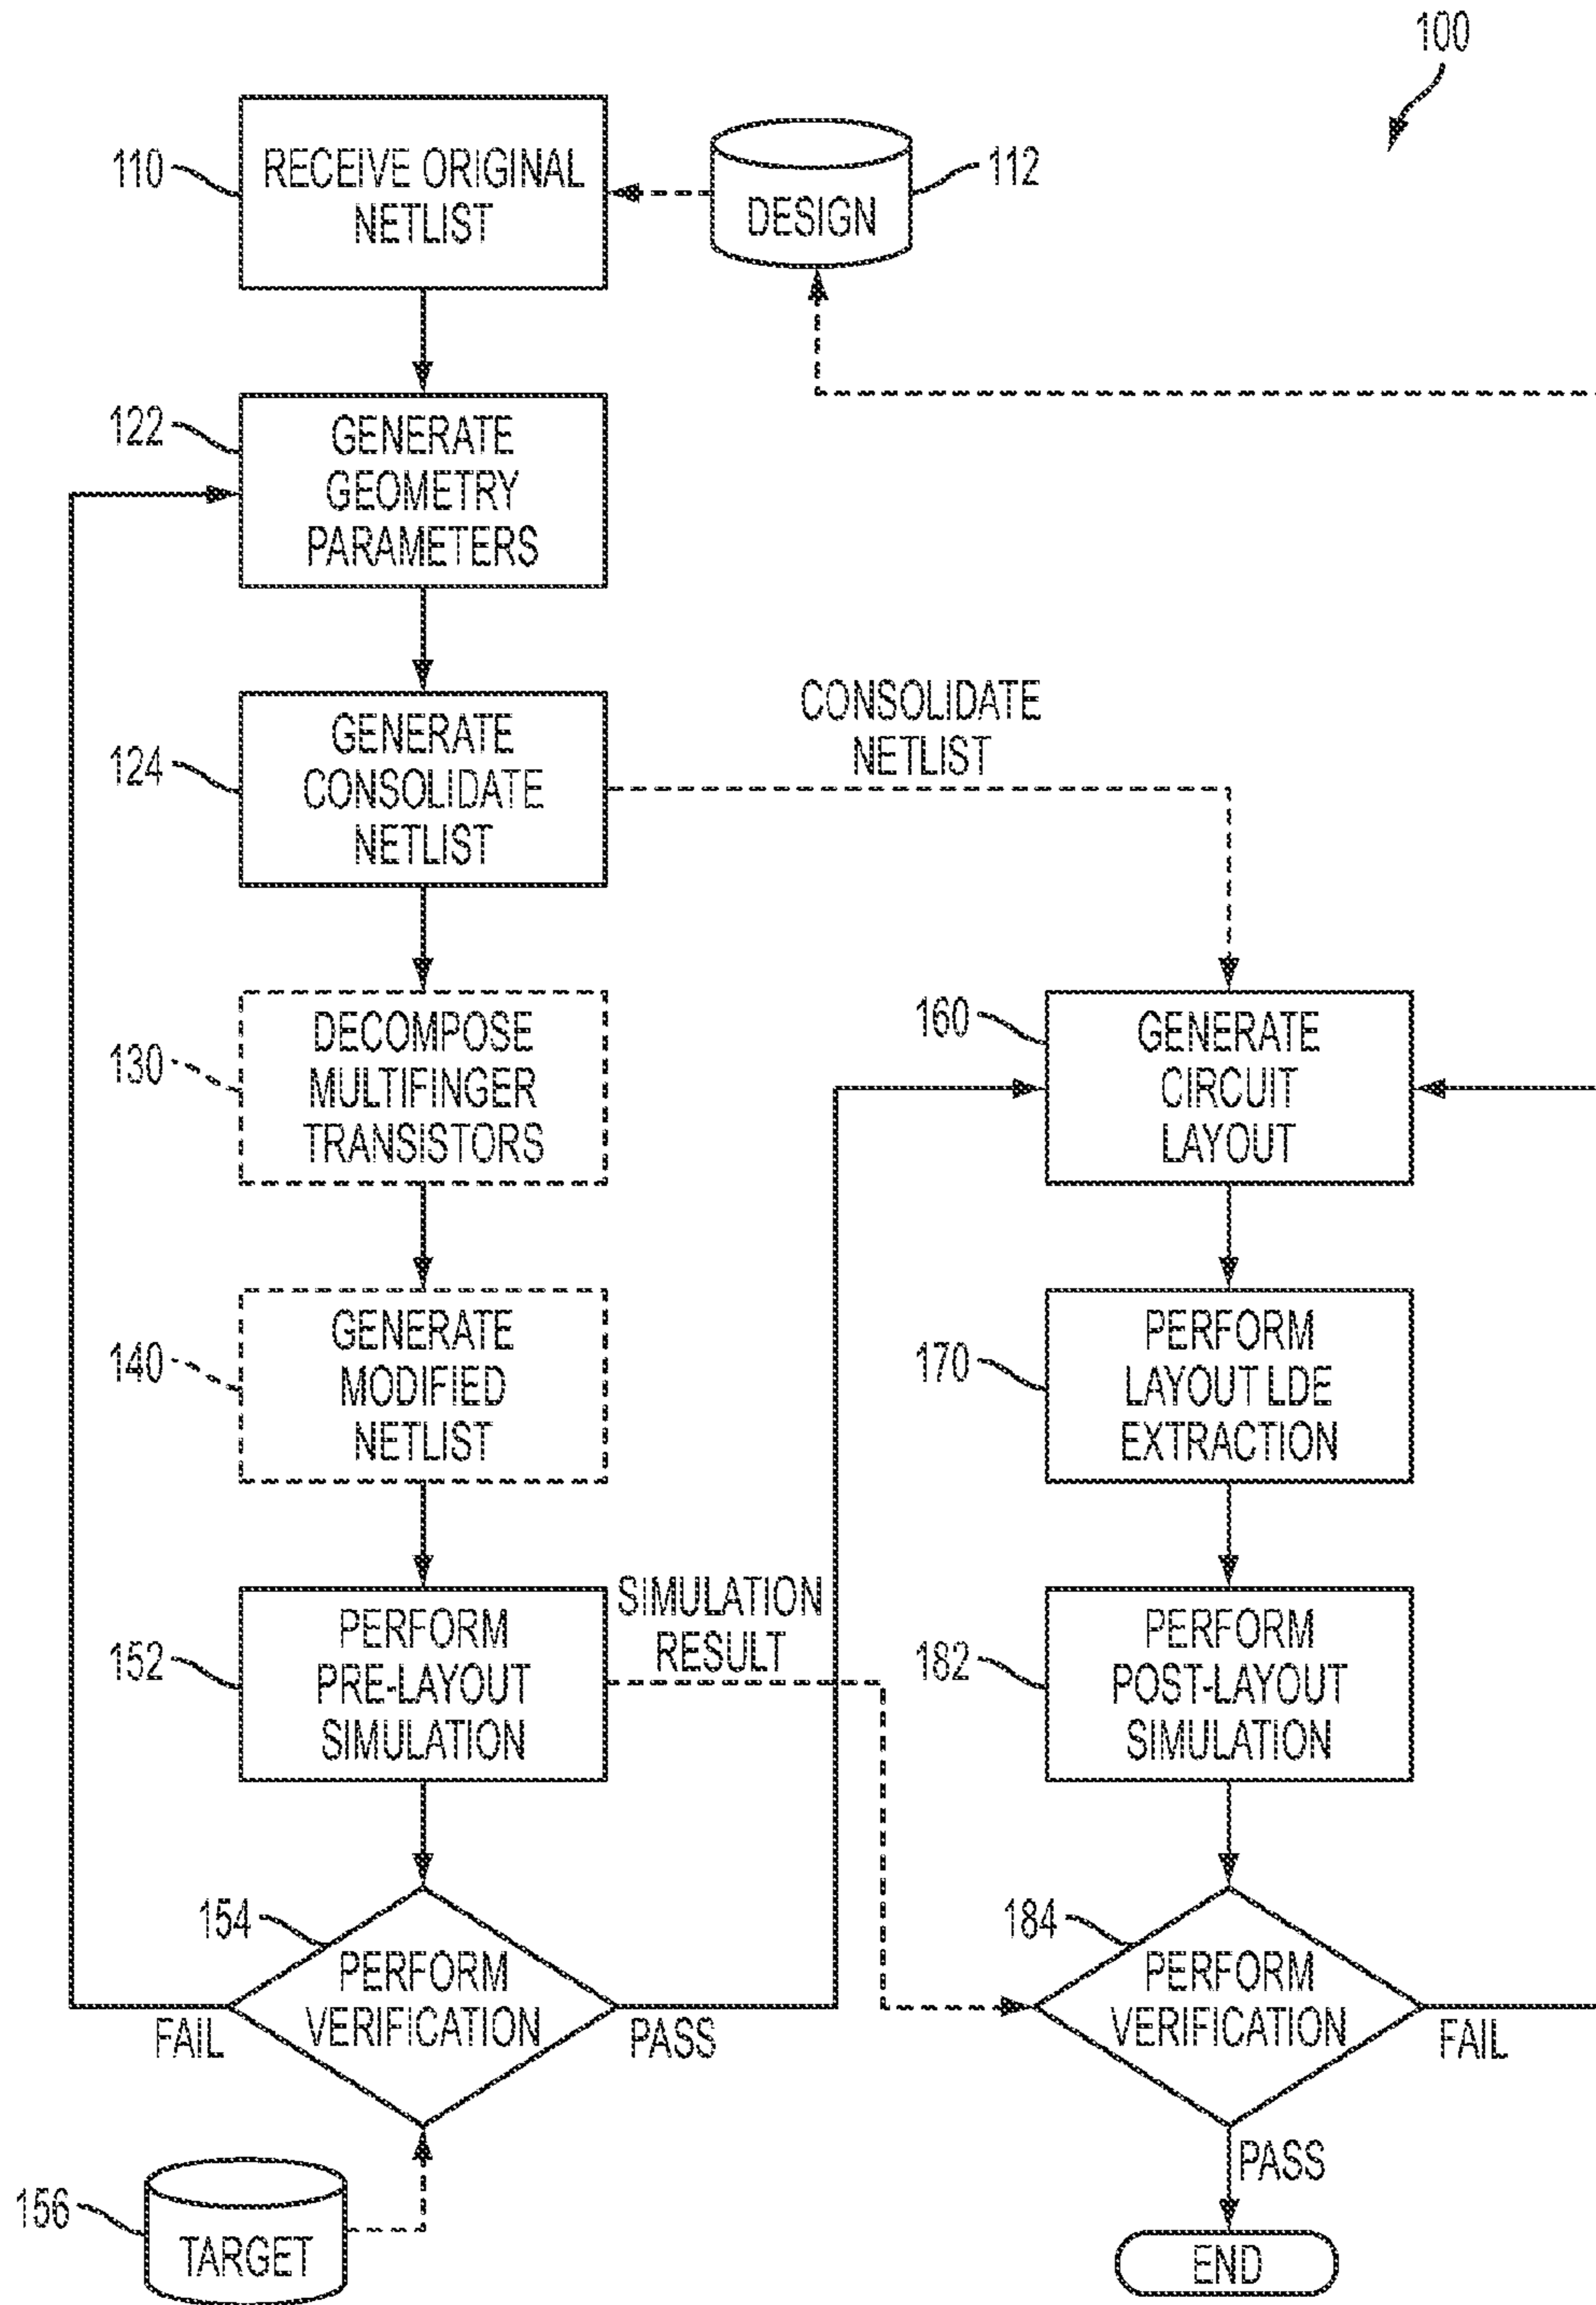 100
110
RECEIVE ORIGINAL
NETLIST
DESIGN
112
122
GENERATE
GEOMETRY
PARAMETERS
124
GENERATE
CONSOLIDATE
NETLIST
CONSOLIDATE
NETLIST
130
DECOMPOSE
MULTIFINGER
TRANSISTORS
160
GENERATE
CIRCUIT
LAYOUT
140
GENERATE
MODIFIED
NETLIST
170
PERFORM
LAYOUT LDE
EXTRACTION
152
PERFORM
PRE-LAYOUT
SIMULATION
SIMULATION
RESULT
182
PERFORM
POST-LAYOUT
SIMULATION
154
PERFORM
VERIFICATION
FAIL
PASS
184
PERFORM
VERIFICATION
FAIL
PASS
156
TARGET
END